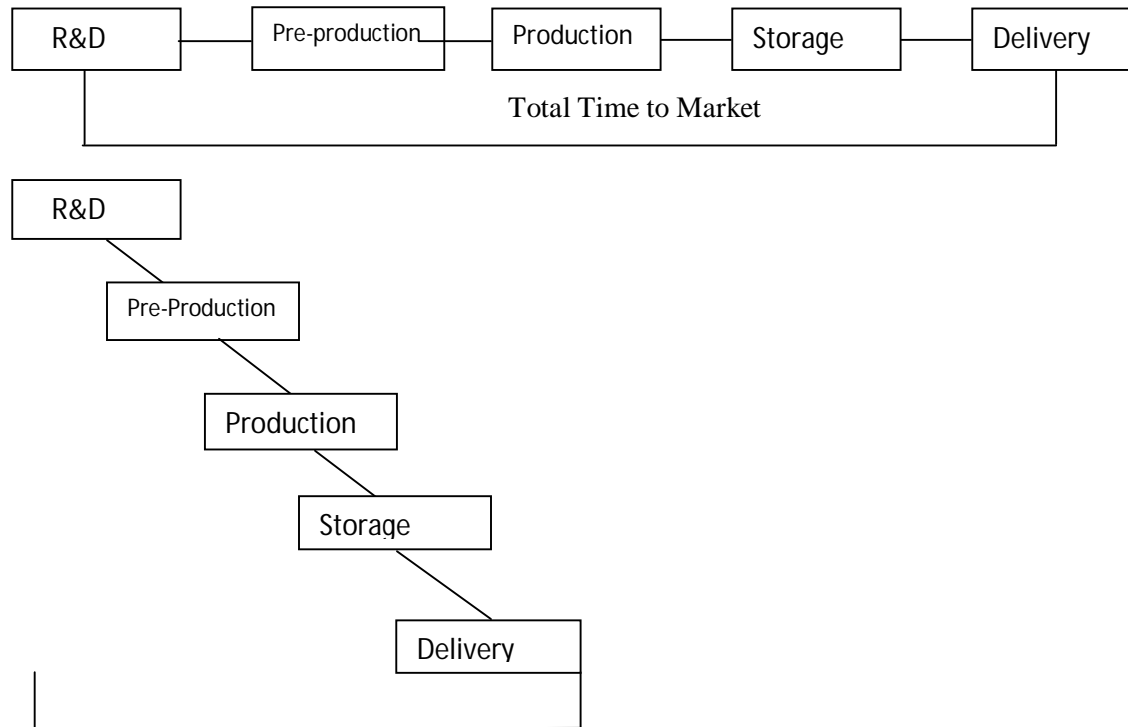 R&D Pre-production Production Storage Delivery
Total Time to Market
R&D
Pre-Production
Production
Storage
Delivery